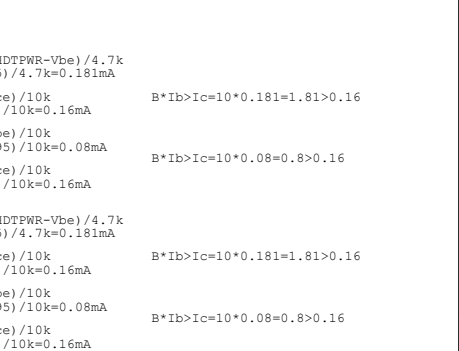 IDTPWR-Vbe)/4.7k
)/4.7k=0.181mA
ce)/10k B*Ib>Ic=10*0.181=1.81>0.16
/10k=0.16mA
be)/10k
95)/10k=0.08mA
B*Ib>Ic=10*0.08=0.8>0.16
ce)/10k
/10k=0.16mA
IDTPWR-Vbe)/4.7k
)/4.7k=0.181mA
ce)/10k B*Ib>Ic=10*0.181=1.81>0.16
/10k=0.16mA
be)/10k
95)/10k=0.08mA
B*Ib>Ic=10*0.08=0.8>0.16
ce)/10k
/10k=0.16mA